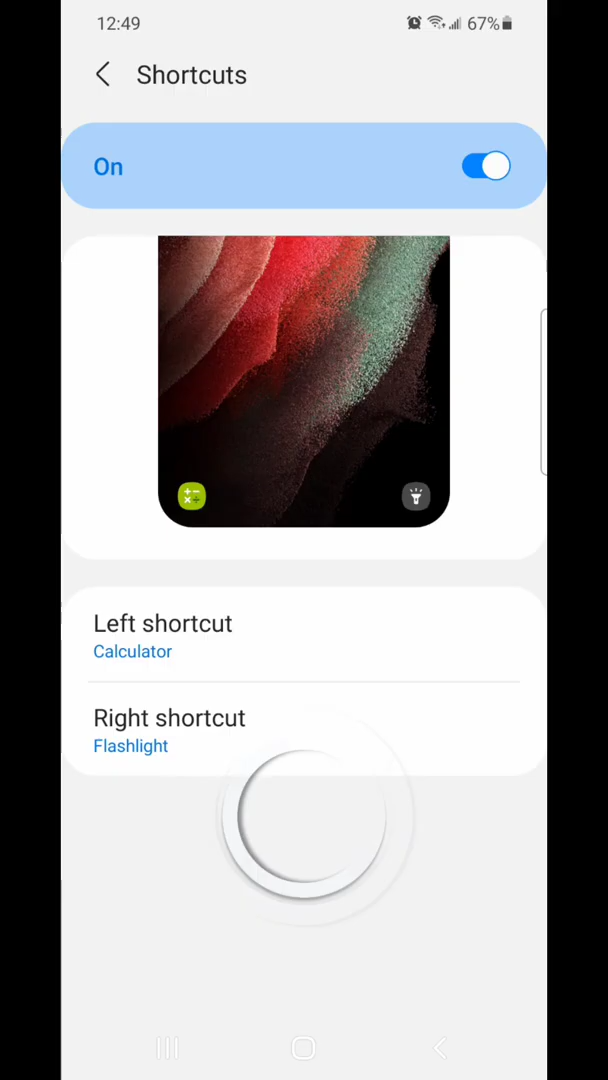 12:49 67%
Shortcuts
On
Left shortcut
Calculator
Right shortcut
Flashlight